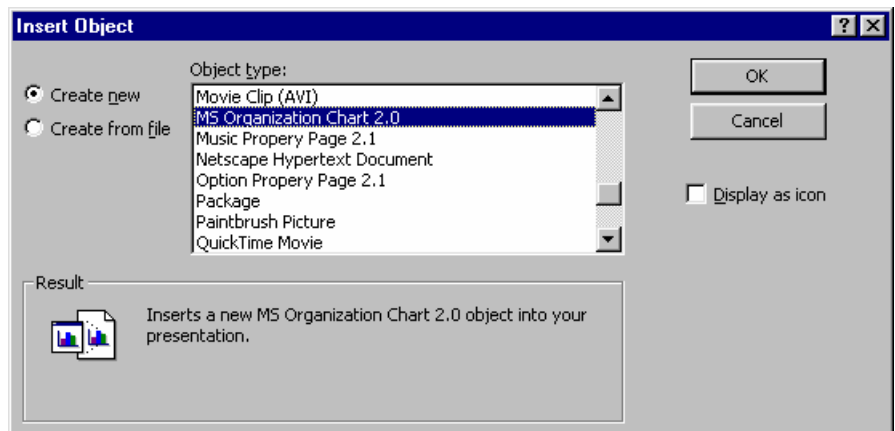 Insert Object
Object type:
Create new
Create from file
Movie Clip (AVI)
MS Organization Chart 2.0
Music Propery Page 2.1
Netscape Hypertext Document
Option Propery Page 2.1
Package
Paintbrush Picture
QuickTime Movie
OK
Cancel
Display as icon
Result
Inserts a new MS Organization Chart 2.0 object into your
presentation.